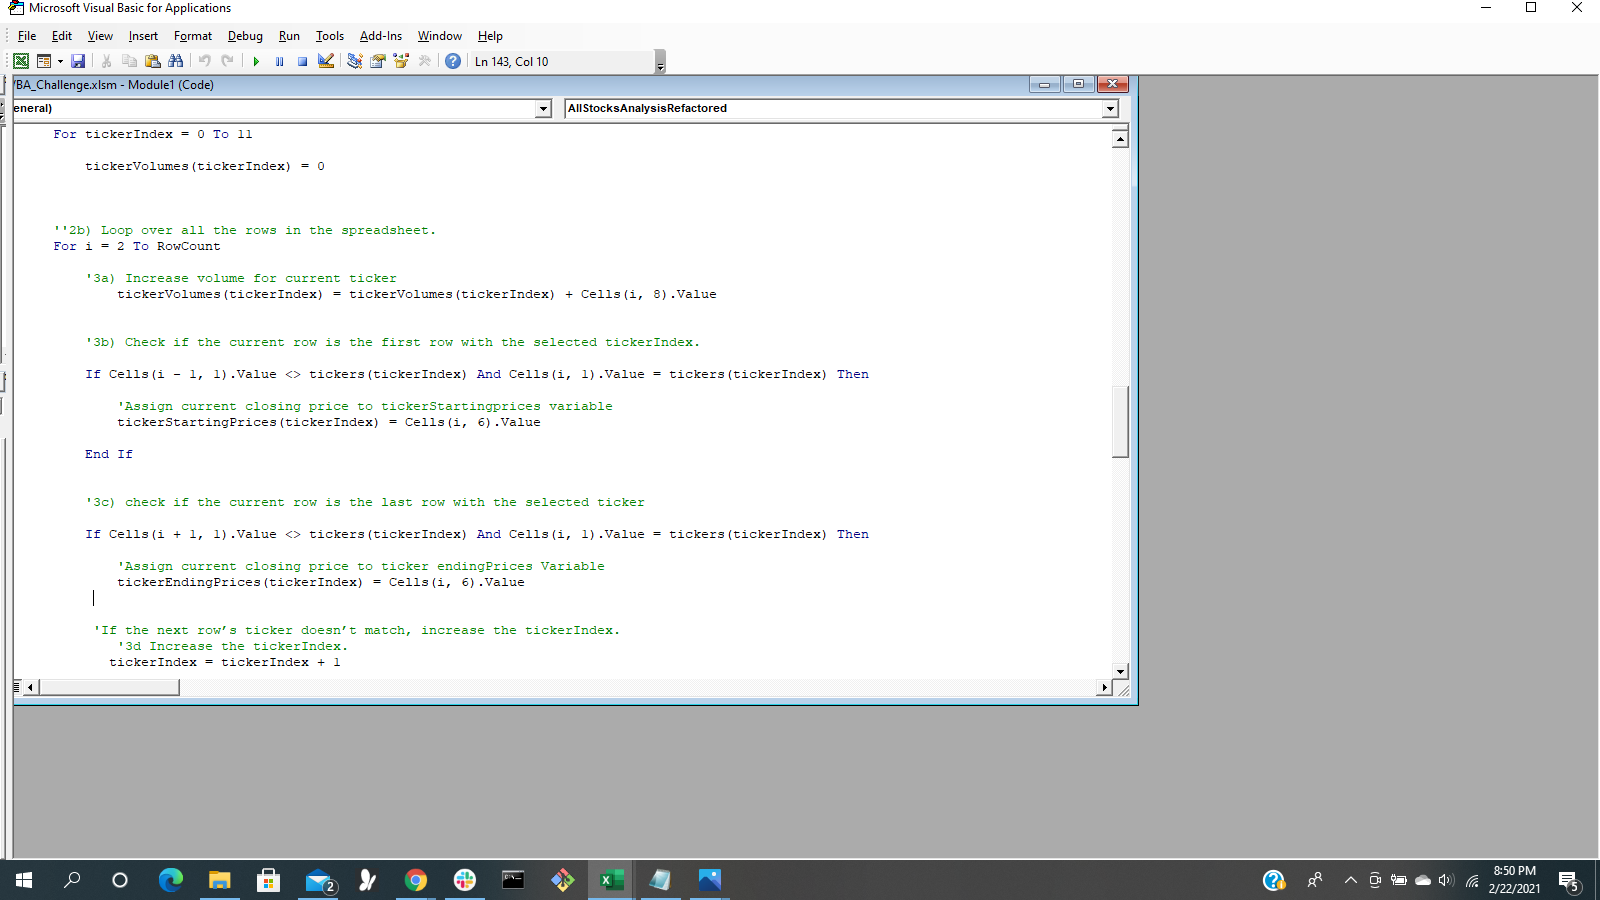 Microsoft Visual Basic for Applications
File Edit View Insert Format Debug Run Tools Add-Ins Window Help
Ln 143, Col 10
/BA_Challenge.xlsm - Module1 (Code)
eneral)
AllStocksAnalysisRefactored
For tickerIndex = 0 To 11
tickerVolumes(tickerIndex) = 0
''2b) Loop over all the rows in the spreadsheet.
For i = 2 To RowCount
'3a) Increase volume for current ticker
tickerVolumes(tickerIndex) = tickerVolumes(tickerIndex) + Cells(i, 8).Value
'3b) Check if the current row is the first row with the selected tickerIndex.
If Cells(i - 1, 1).Value <> tickers(tickerIndex) And Cells(i, 1).Value = tickers(tickerIndex) Then
'Assign current closing price to tickerStartingprices variable
tickerStartingPrices(tickerIndex) = Cells(i, 6).Value
End If
'3c) check if the current row is the last row with the selected ticker
If Cells(i + 1, 1).Value <> tickers(tickerIndex) And Cells(i, 1).Value = tickers(tickerIndex) Then
'Assign current closing price to ticker endingPrices Variable
tickerEndingPrices(tickerIndex) = Cells(i, 6).Value
'If the next row’s ticker doesn’t match, increase the tickerIndex.
'3d Increase the tickerIndex.
tickerIndex = tickerIndex + 1
2
8:50 PM
2/22/2021
5